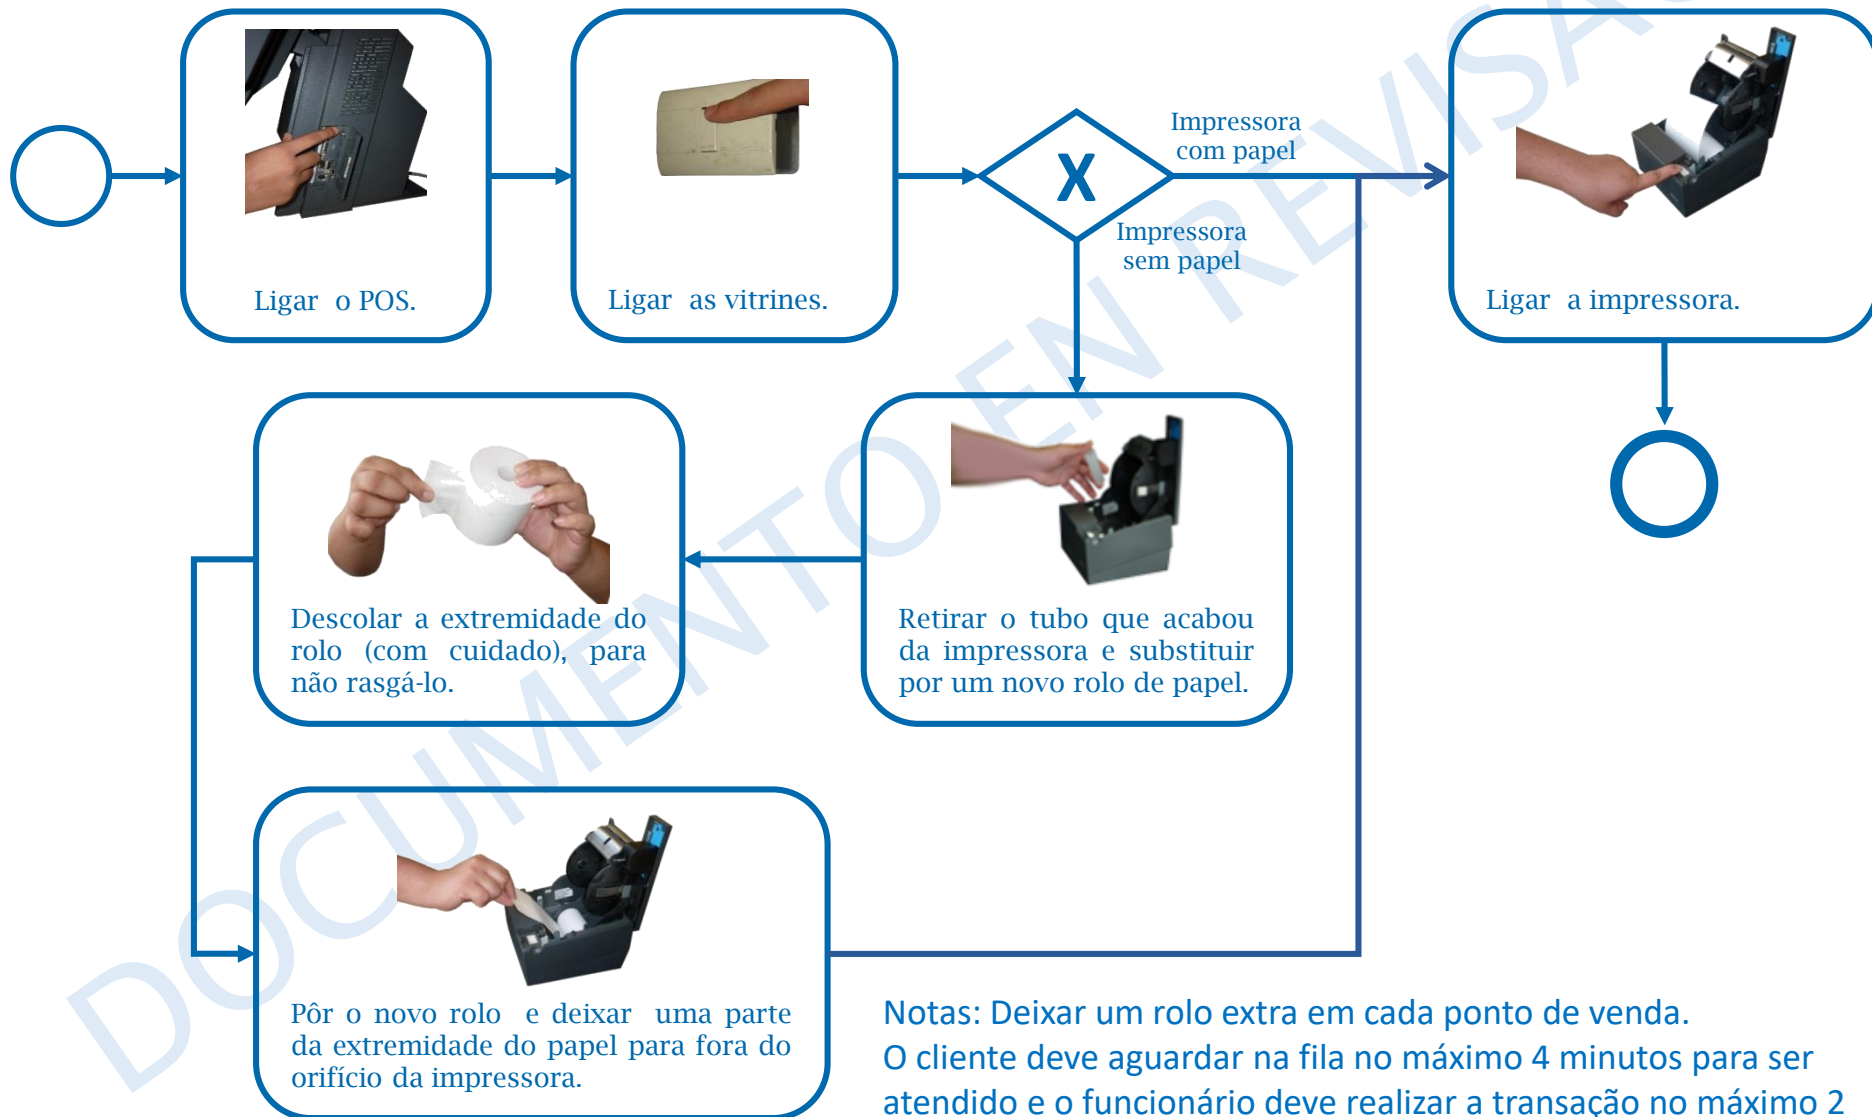 Ligar o POS.
Ligar as vitrines.
X
Impressora
com papel
Impressora
sem papel
Ligar a impressora.
Retirar o tubo que acabou
da impressora e substituir
por um novo rolo de papel.
Descolar a extremidade do
rolo (com cuidado), para
não rasgá-lo.
Pôr o novo rolo e deixar uma parte
da extremidade do papel para fora do
orifício da impressora.
Notas: Deixar um rolo extra em cada ponto de venda.
O cliente deve aguardar na fila no máximo 4 minutos para ser
atendido e o funcionário deve realizar a transação no máximo 2
DOCUMENTO EN